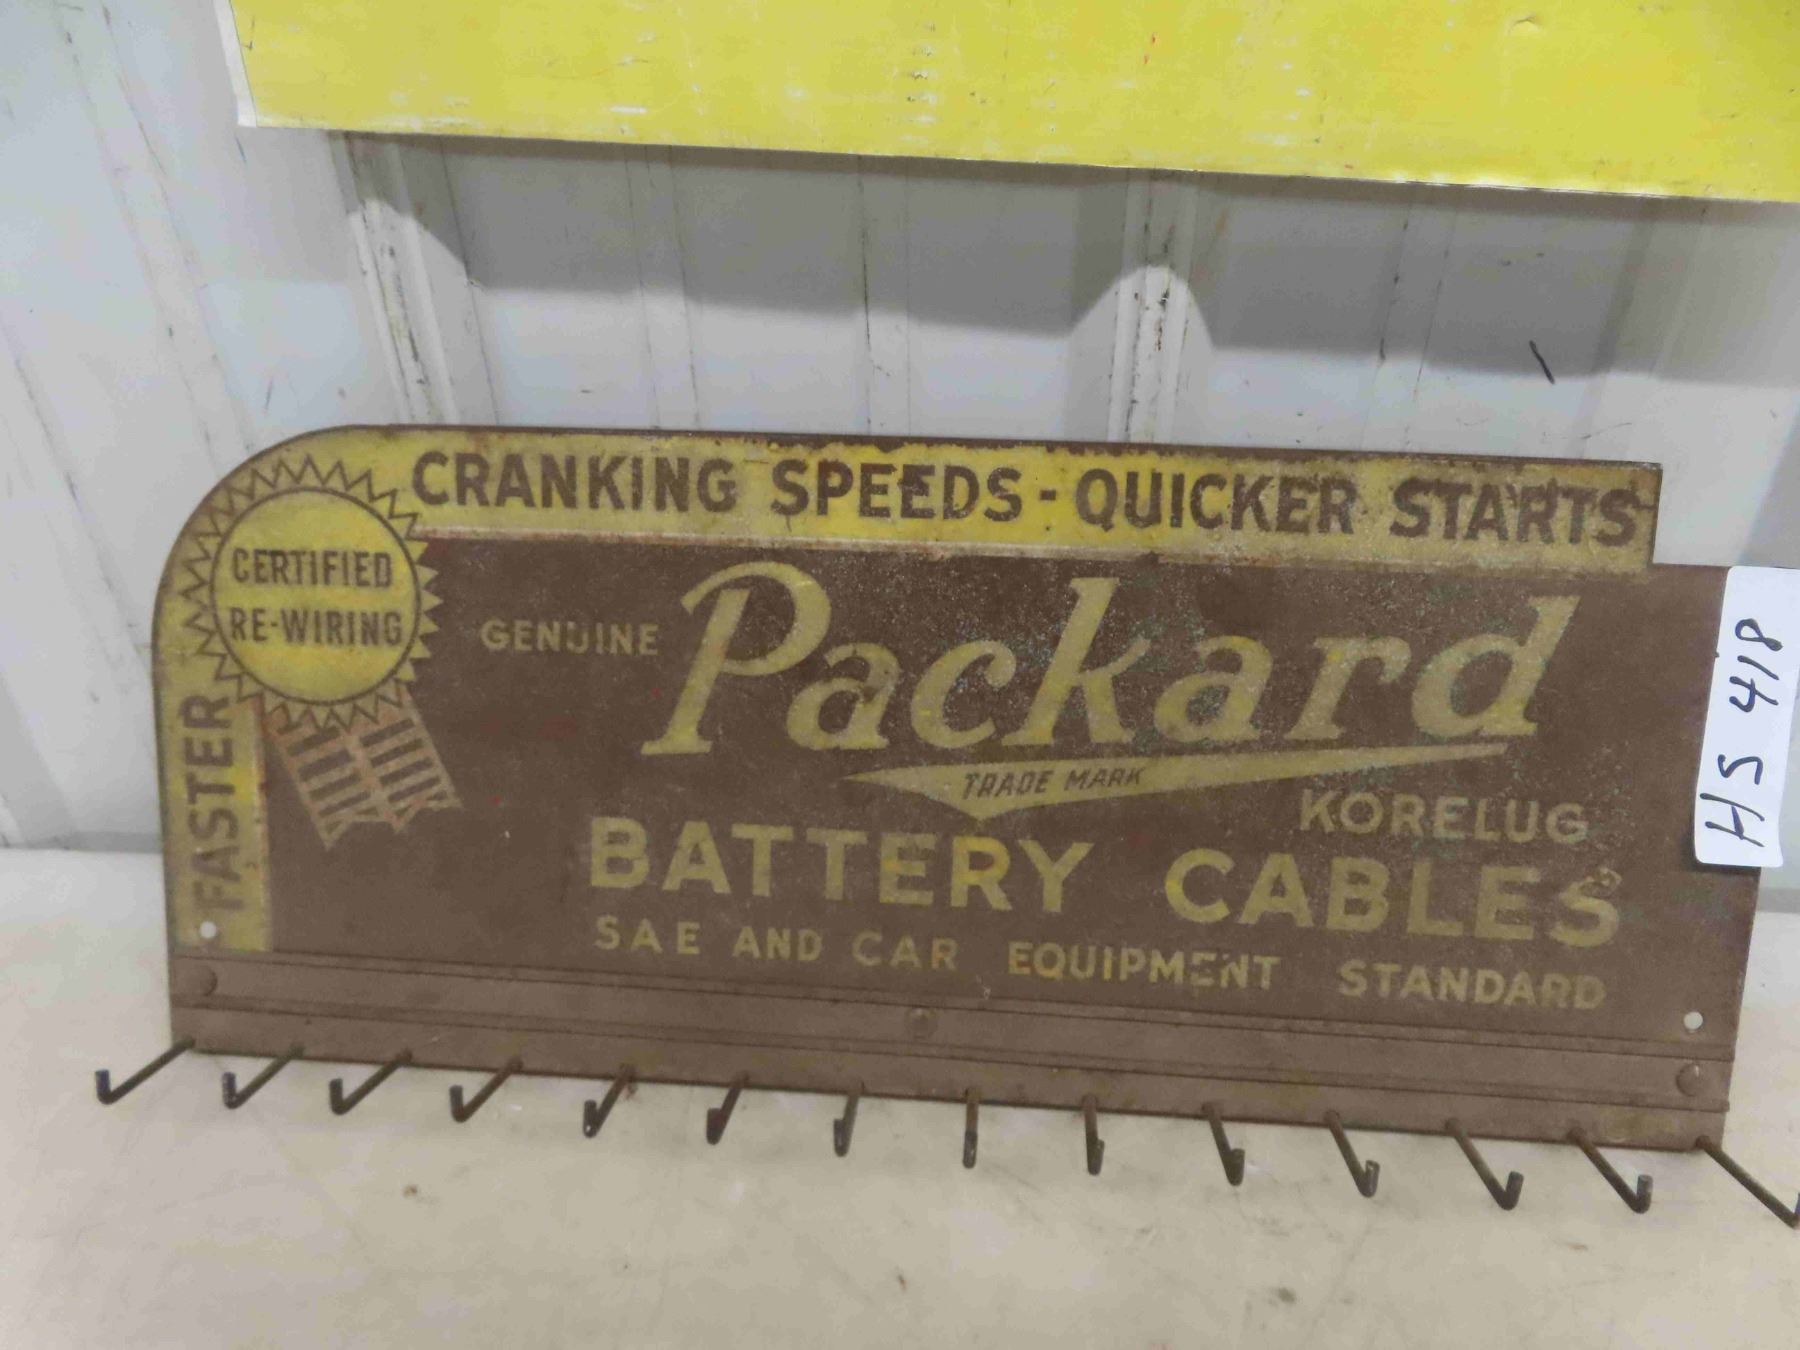 FASTER CRANKING SPEEDS - QUICKER STARTS
CERTIFIED
RE-WIRING
GENUINE Packard
TRADE MARK
KORELUG
BATTERY CABLES
SAE AND CAR EQUIPMENT STANDARD
HS 418